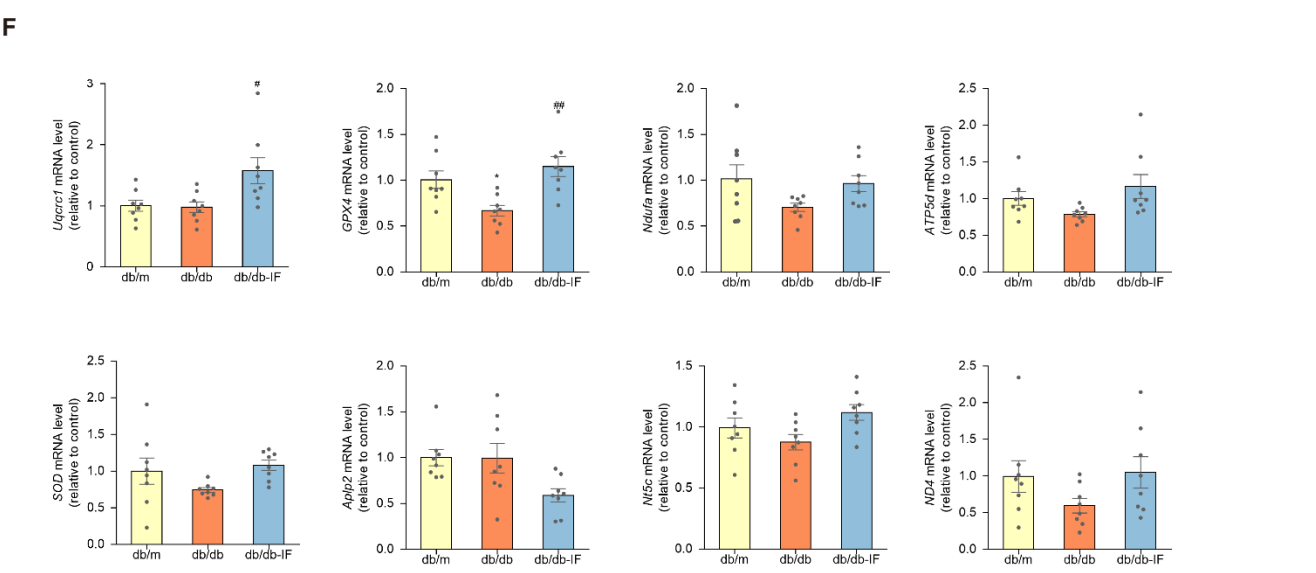 F
Uqcrc1 mRNA level
(relative to control)
3
2
1
0
#
db/m
db/db
db/db-IF
GPX4 mRNA level
(relative to control)
2.0
1.5
1.0
0.5
0.0
*
##
db/m
db/db
db/db-IF
Ndufa mRNA level
(relative to control)
2.0
1.5
1.0
0.5
0.0
db/m
db/db
db/db-IF
ATP5d mRNA level
(relative to control)
2.5
2.0
1.5
1.0
0.5
0.0
db/m
db/db
db/db-IF
SOD mRNA level
(relative to control)
2.5
2.0
1.5
1.0
0.5
0.0
db/m
db/db
db/db-IF
Aplp2 mRNA level
(relative to control)
2.0
1.5
1.0
0.5
0.0
db/m
db/db
db/db-IF
Nt5c mRNA level
(relative to control)
1.5
1.0
0.5
0.0
db/m
db/db
db/db-IF
ND4 mRNA level
(relative to control)
2.5
2.0
1.5
1.0
0.5
0.0
db/m
db/db
db/db-IF